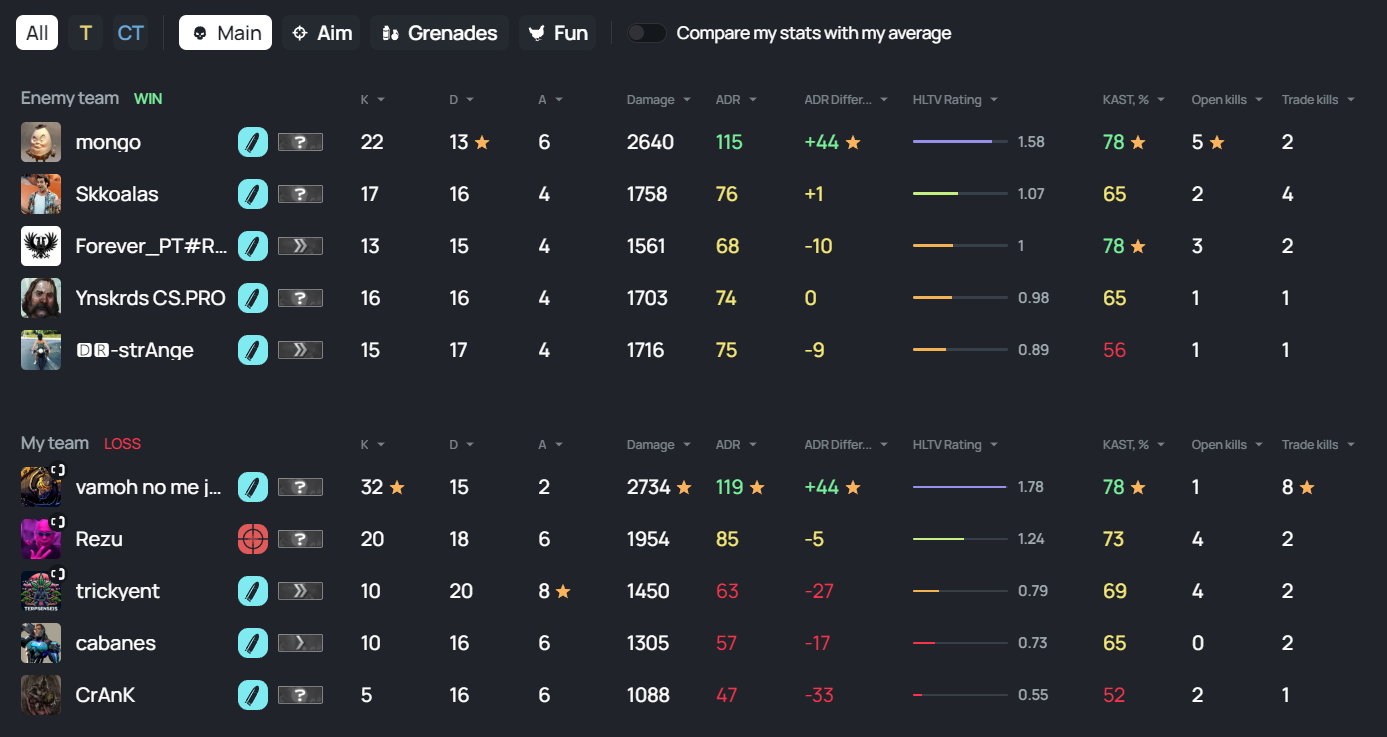 All T CT Main Aim Grenades Fun Compare my stats with my average
Enemy team WIN K D A Damage ADR ADR Differ... HLTV Rating KAST, % Open kills Trade kills
mongo ? 22 13 6 2640 115 +44 1.58 78 5 2
Skkoalas ? 17 16 4 1758 76 +1 1.07 65 2 4
Forever_PT#R... 13 15 4 1561 68 -10 1 78 3 2
Ynskrds CS.PRO ? 16 16 4 1703 74 0 0.98 65 1 1
🄳🅁-strAnge 15 17 4 1716 75 -9 0.89 56 1 1
My team LOSS K D A Damage ADR ADR Differ... HLTV Rating KAST, % Open kills Trade kills
vamoh no me j... ? 32 15 2 2734 119 +44 1.78 78 1 8
Rezu ? 20 18 6 1954 85 -5 1.24 73 4 2
trickyent 10 20 8 1450 63 -27 0.79 69 4 2
cabanes 10 16 6 1305 57 -17 0.73 65 0 2
CrAnK ? 5 16 6 1088 47 -33 0.55 52 2 1